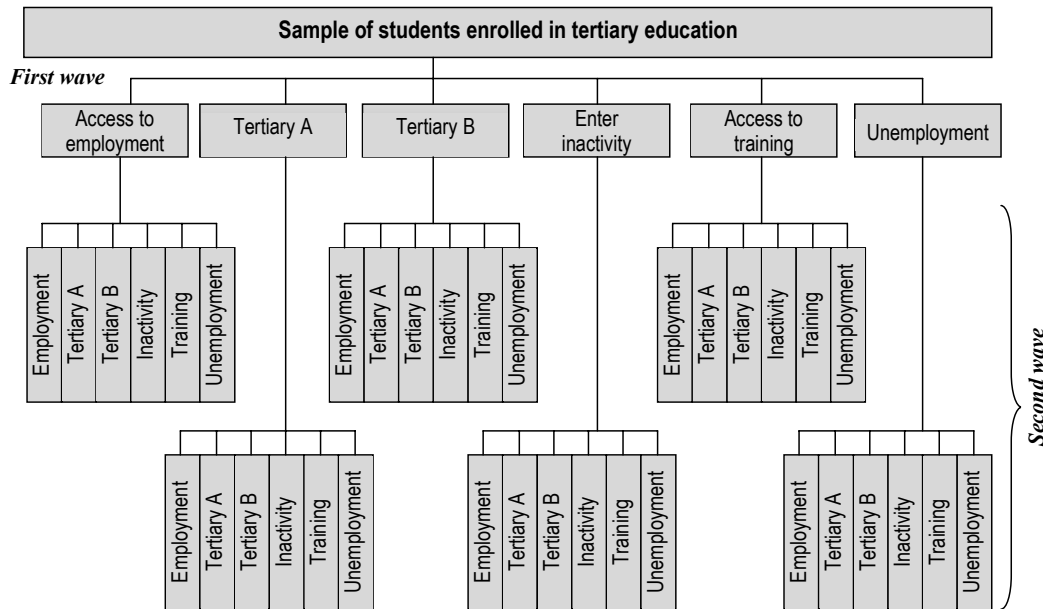 Sample of students enrolled in tertiary education
First wave
Access to
employment
Tertiary A
Tertiary B
Enter
inactivity
Access to
training
Unemployment
Employment
Tertiary A
Tertiary B
Inactivity
Training
Unemployment
Employment
Tertiary A
Tertiary B
Inactivity
Training
Unemployment
Employment
Tertiary A
Tertiary B
Inactivity
Training
Unemployment
Second wave
Employment
Tertiary A
Tertiary B
Inactivity
Training
Unemployment
Employment
Tertiary A
Tertiary B
Inactivity
Training
Unemployment
Employment
Tertiary A
Tertiary B
Inactivity
Training
Unemployment